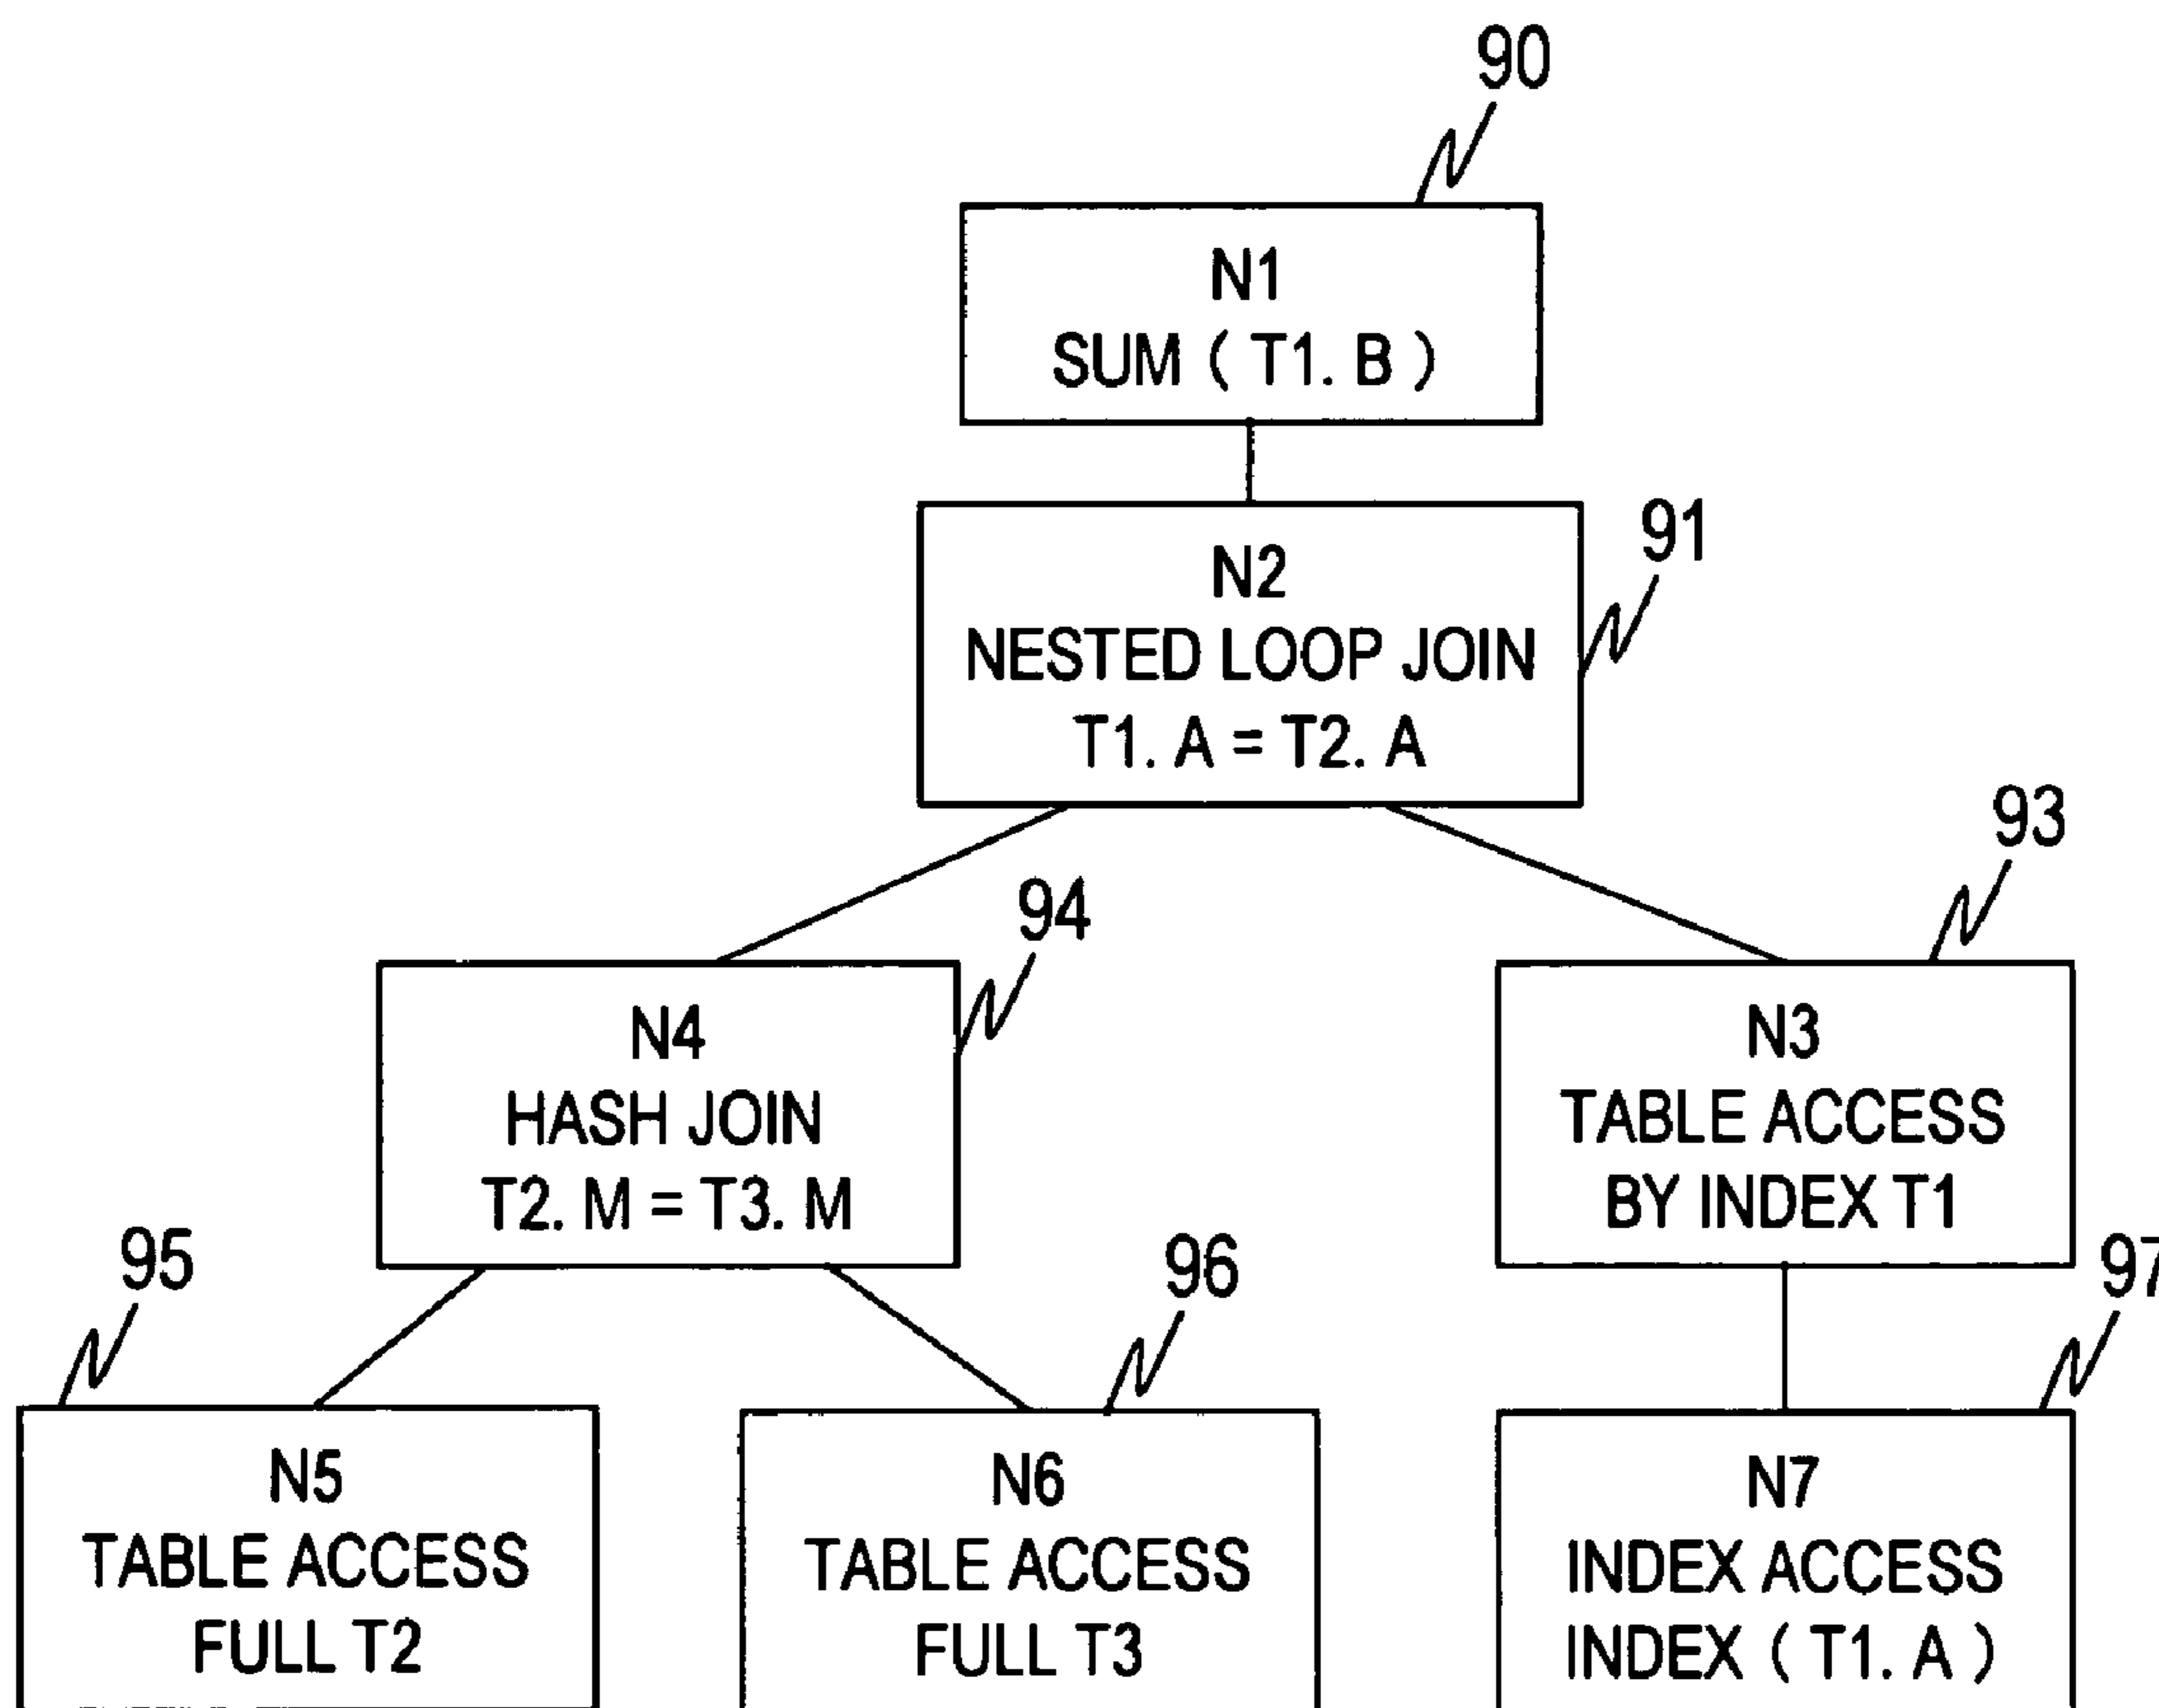 90
N1
SUM ( T1. B )
91
N2
NESTED LOOP JOIN
T1. A = T2. A
93
94
N4
HASH JOIN
T2. M = T3. M
N3
TABLE ACCESS
BY INDEX T1
95
96
97
N5
TABLE ACCESS
FULL T2
N6
TABLE ACCESS
FULL T3
N7
INDEX ACCESS
INDEX ( T1. A )